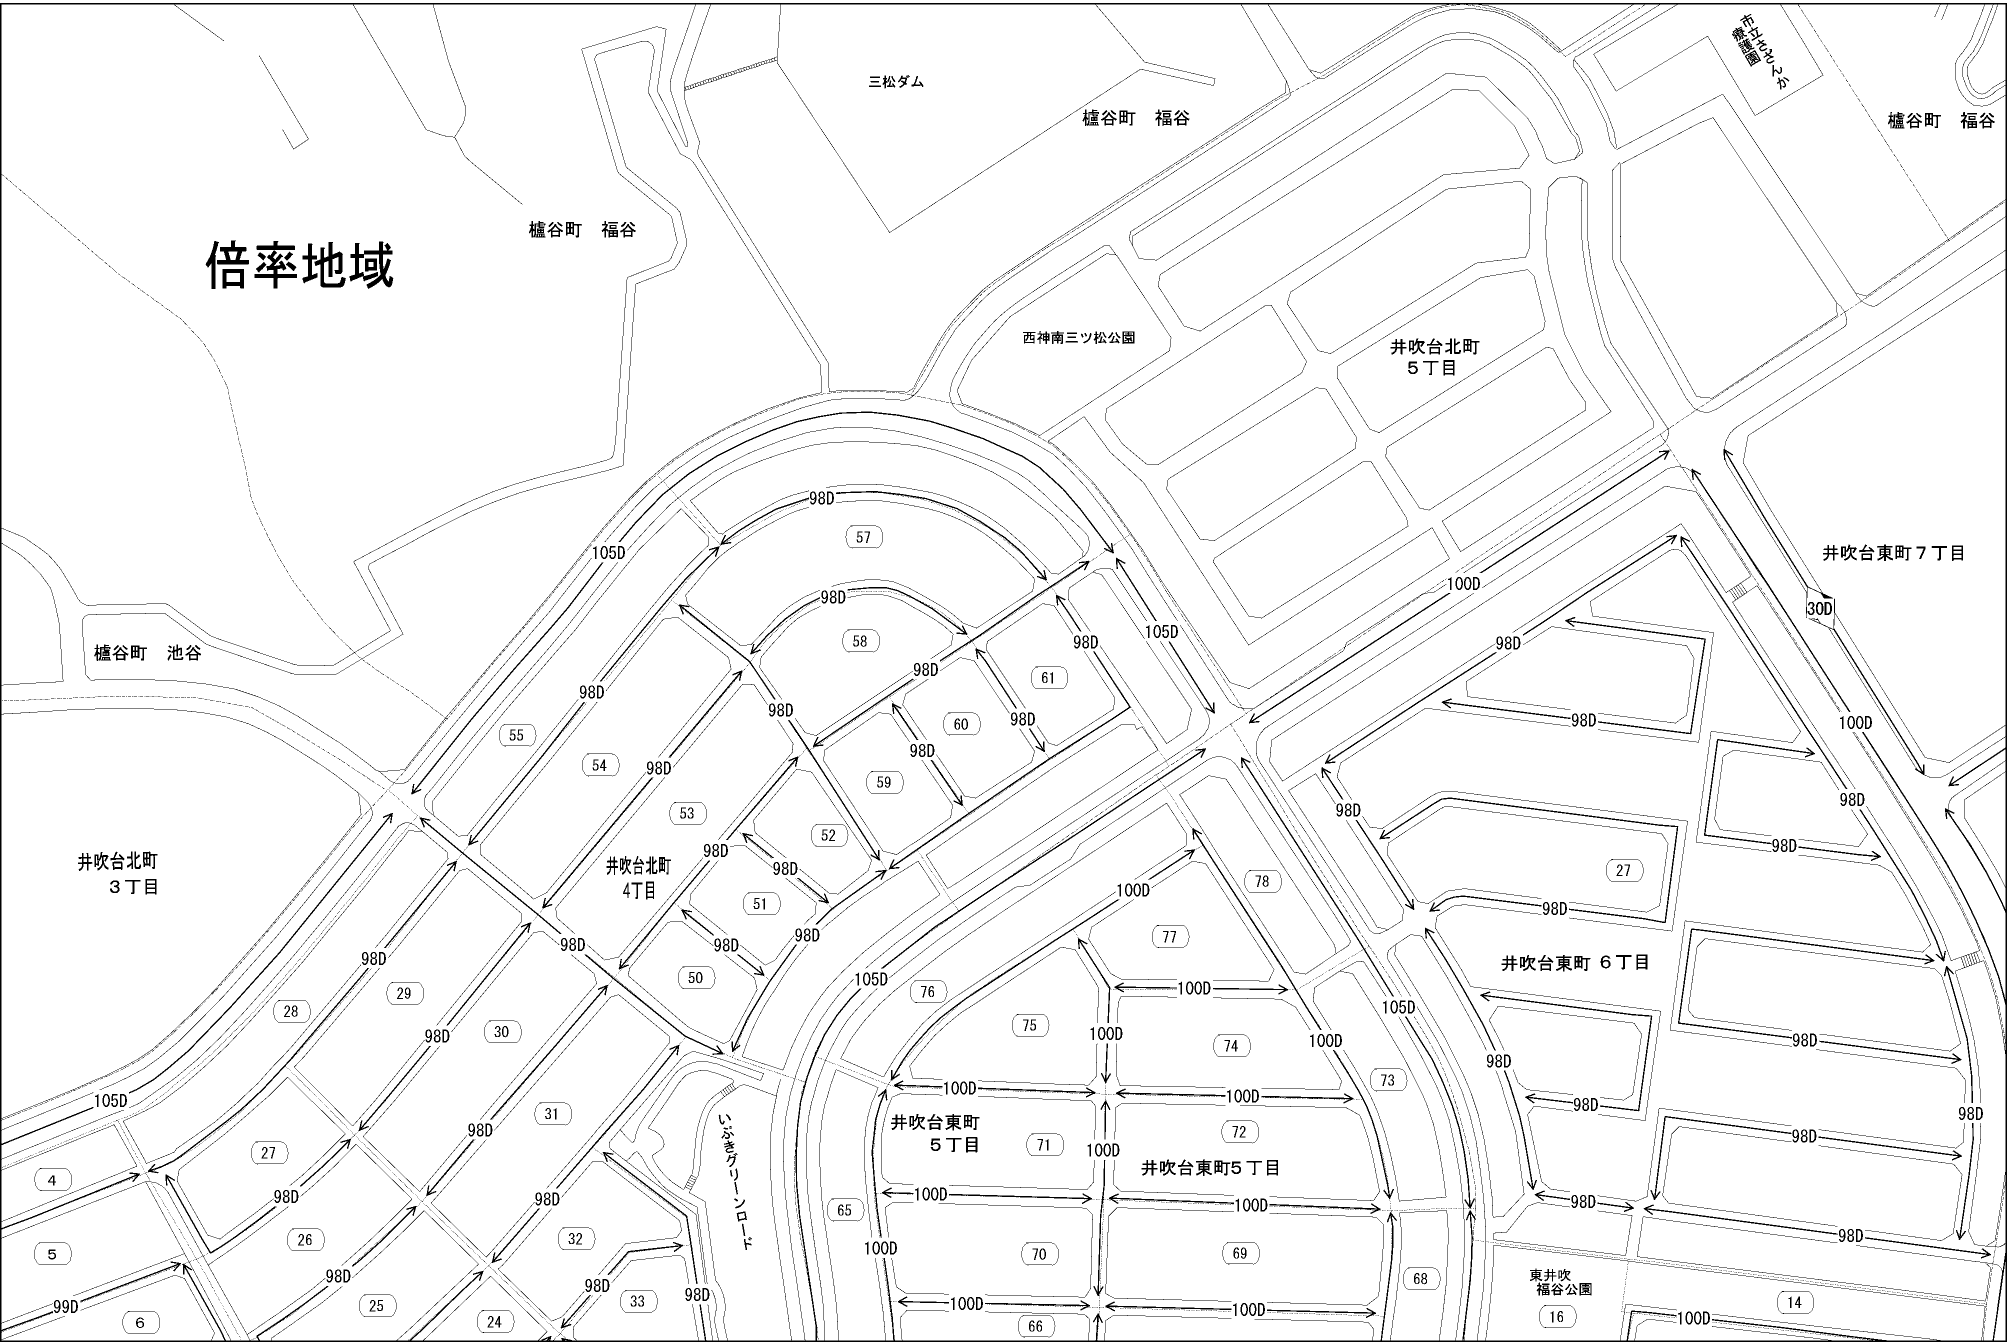 市立さざんか
療護園
三松ダム
櫨谷町　福谷
櫨谷町　福谷
櫨谷町　福谷
倍率地域
西神南三ツ松公園
井吹台北町
５丁目
98D
57
105D
井吹台東町７丁目
100D
98D
30D
105D
58
98D
98D
櫨谷町　池谷
98D
61
98D
98D
98D
98D
60
98D
98D
100D
55
98D
54
98D
59
98D
53
98D
98D
52
98D
98D
井吹台北町
３丁目
井吹台北町
4丁目
98D
27
78
100D
51
98D
98D
98D
98D
98D
77
98D
井吹台東町 ６丁目
105D
76
100D
50
29
28
75
105D
30
98D
100D
100D
98D
74
98D
73
100D
100D
98D
105D
31
98D
98D
井吹台東町
５丁目
71
72
98D
100D
27
井吹台東町５丁目
4
98D
98D
いぶきグリーンロード
100D
100D
98D
65
98D
26
32
5
100D
70
69
68
東井吹
福谷公園
98D
98D
98D
33
99D
25
100D
100D
14
6
24
66
16
100D